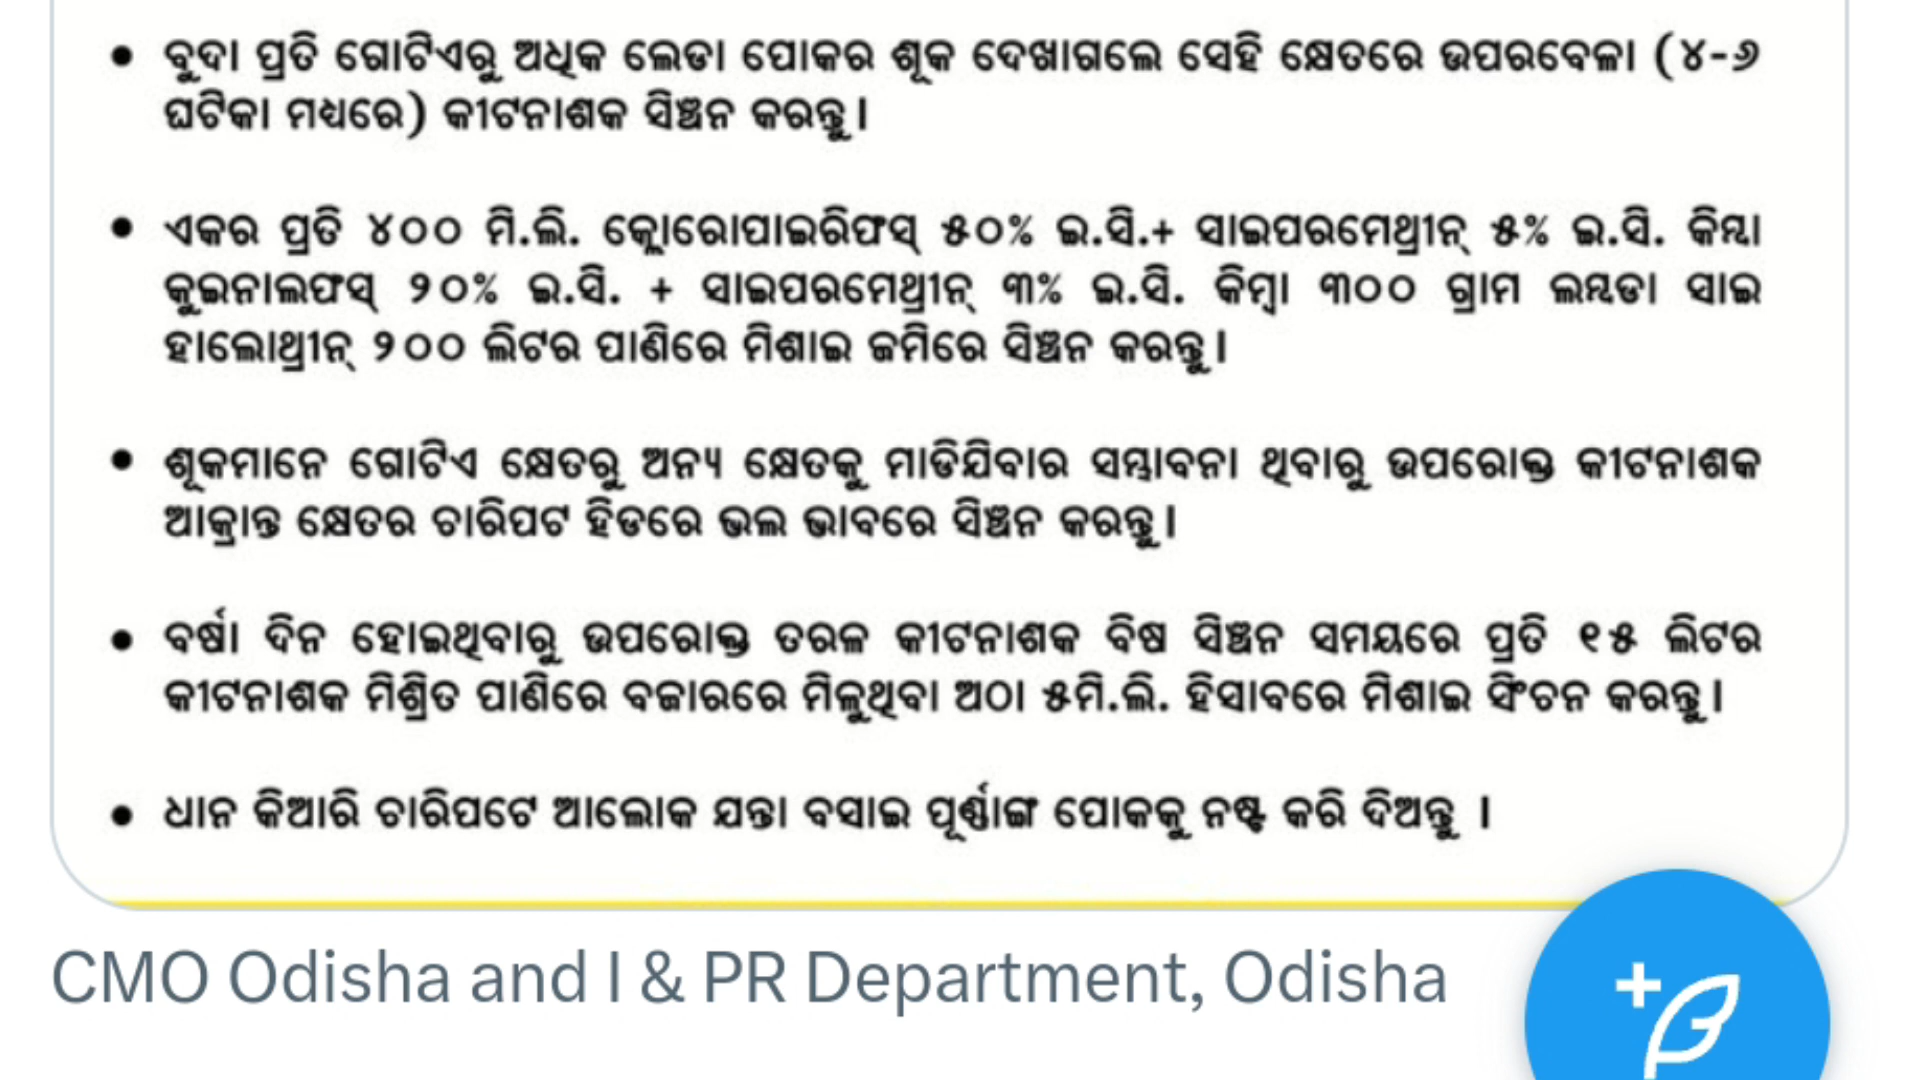 • ବୁଦା ପ୍ରତି ଗୋଟିଏରୁ ଅଧିକ ଲେଡା ପୋକର ଶୂକ ଦେଖାଗଲେ ସେହି କ୍ଷେତରେ ଉପରବେଳା (୪-୬
ଘଟିକା ମଧ୍ୟରେ) କୀଟନାଶକ ସିଞ୍ଚନ କରନ୍ତୁ।
• ଏକର ପ୍ରତି ୪୦୦ ମି.ଲି. କ୍ଲୋରୋପାଇରିଫସ୍ ୫୦% ଇ.ସି.+ ସାଇପରମେଥ୍ରୀନ୍ ୫% ଇ.ସି. କିମ୍ବା
କୁଇନାଲଫସ୍ ୨୦% ଇ.ସି. + ସାଇପରମେଥ୍ରୀନ୍ ୩% ଇ.ସି. କିମ୍ବା ୩୦୦ ଗ୍ରାମ ଲମ୍ବଡା ସାଇ
ହାଲୋଥ୍ରୀନ୍ ୨୦୦ ଲିଟର ପାଣିରେ ମିଶାଇ ଜମିରେ ସିଞ୍ଚନ କରନ୍ତୁ।
• ଶୂକମାନେ ଗୋଟିଏ କ୍ଷେତରୁ ଅନ୍ୟ କ୍ଷେତକୁ ମାଡିଯିବାର ସମ୍ଭାବନା ଥିବାରୁ ଉପରୋକ୍ତ କୀଟନାଶକ
ଆକ୍ରାନ୍ତ କ୍ଷେତର ଚାରିପଟ ହିଡରେ ଭଲ ଭାବରେ ସିଞ୍ଚନ କରନ୍ତୁ।
• ବର୍ଷା ଦିନ ହୋଇଥିବାରୁ ଉପରୋକ୍ତ ତରଳ କୀଟନାଶକ ବିଷ ସିଞ୍ଚନ ସମୟରେ ପ୍ରତି ୧୫ ଲିଟର
କୀଟନାଶକ ମିଶ୍ରିତ ପାଣିରେ ବଜାରରେ ମିଳୁଥିବା ଅଠା ୫ମି.ଲି. ହିସାବରେ ମିଶାଇ ସିଂଚନ କରନ୍ତୁ।
• ଧାନ କିଆରି ଚାରିପଟେ ଆଲୋକ ଯନ୍ତା ବସାଇ ପୂର୍ଣ୍ଣାଙ୍ଗ ପୋକକୁ ନଷ୍ଟ କରି ଦିଅନ୍ତୁ ।
CMO Odisha and I & PR Department, Odisha